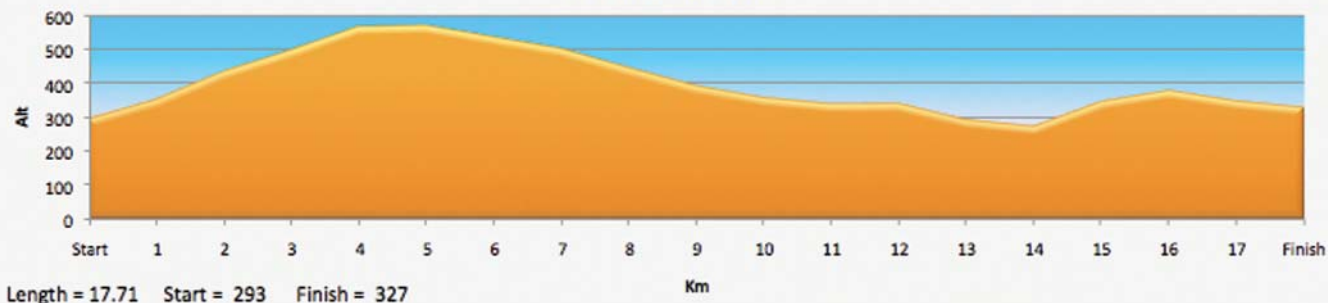 600
500
400
300
200
100
0
Alt
Start 1 2 3 4 5 6 7 8 9 10 11 12 13 14 15 16 17 Finish
Km
Length = 17.71 Start = 293 Finish = 327